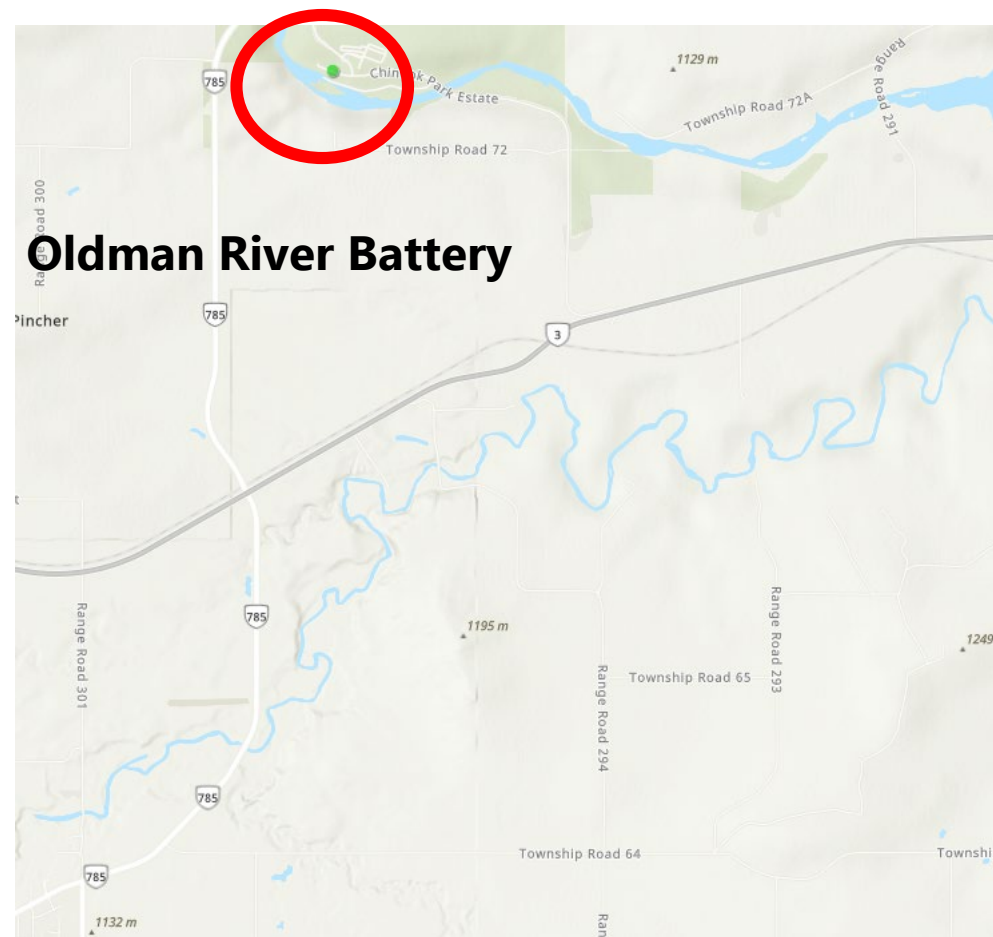 1129 m
Range Road 291
785
Chinook Park Estate
Township Road 72A
Township Road 72
Range Road 300
Oldman River Battery
785
Pincher
3
t
785
Range Road 301
1195 m
Range Road 293
1249
Township Road 65
Range Road 294
785
Township Road 64
Townshi
785
1132 m
Ran